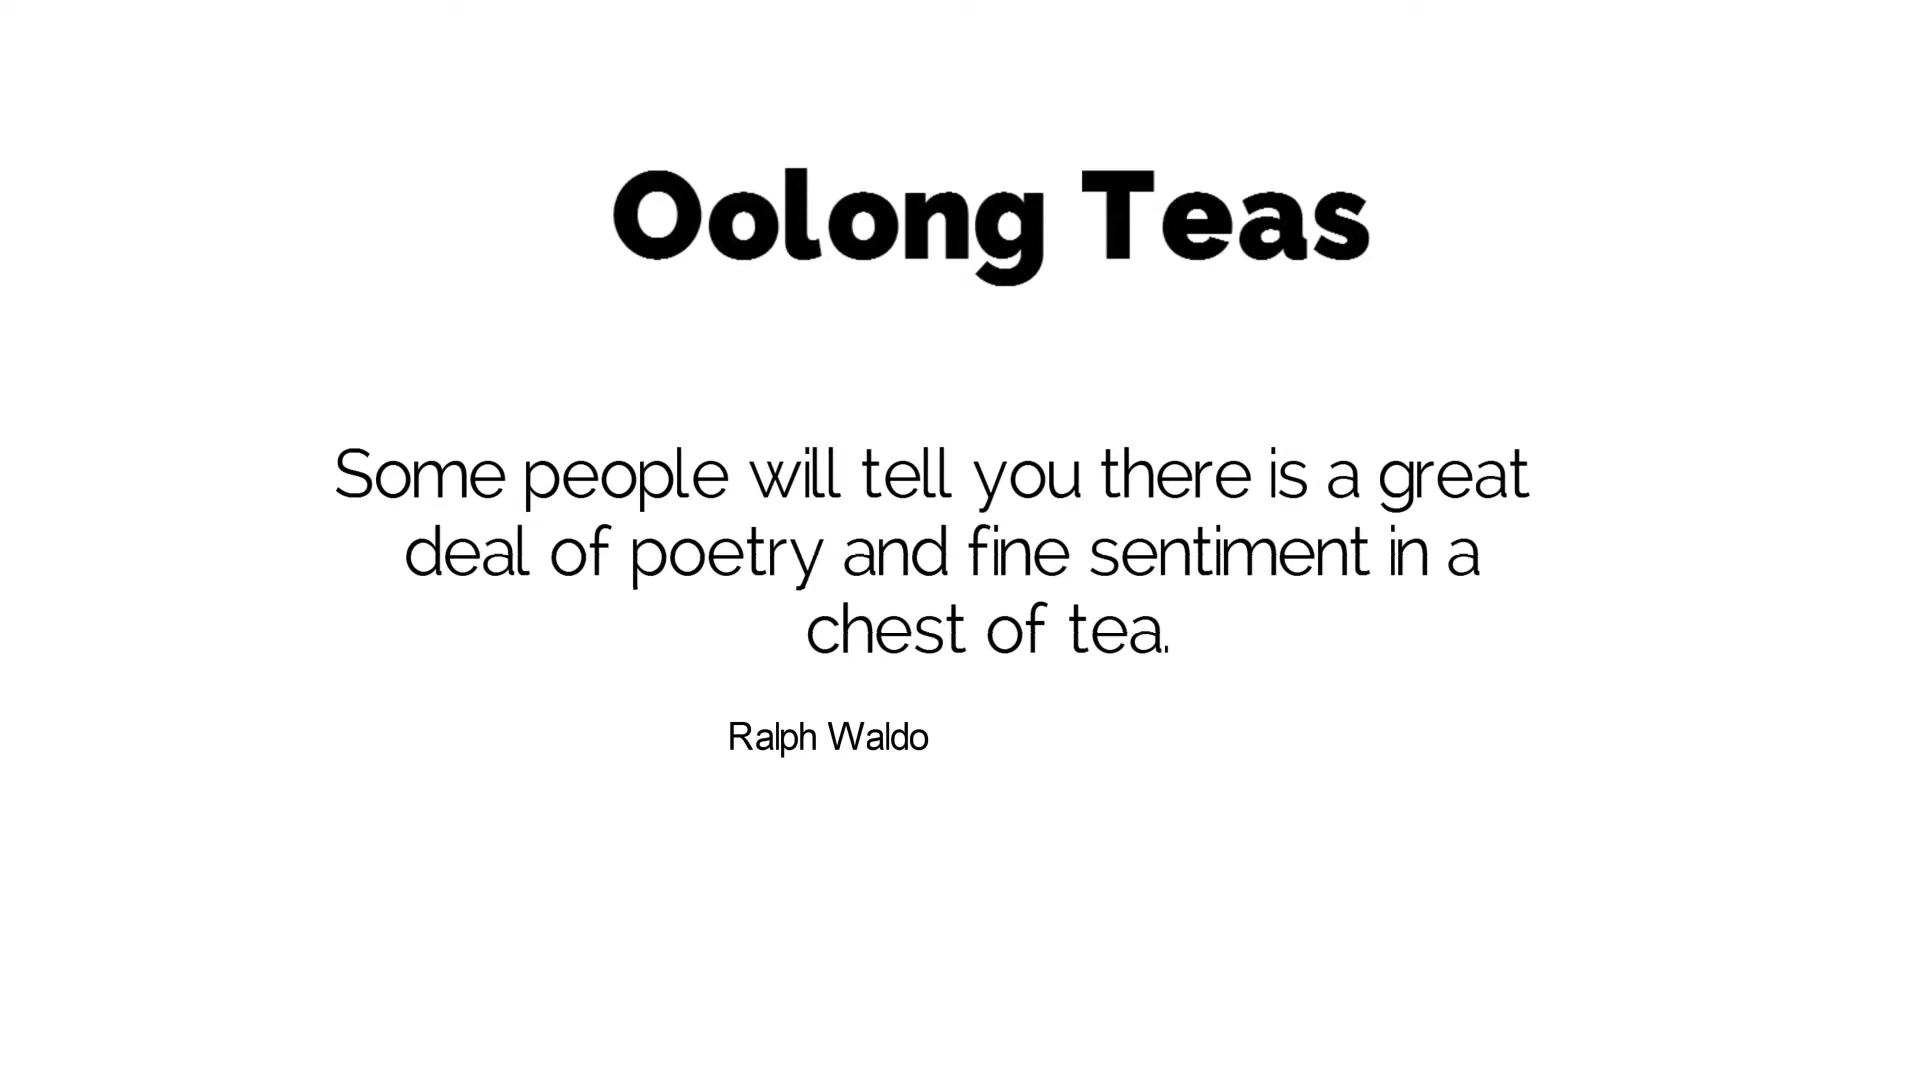 Oolong Teas
Some people will tell you there is a great
deal of poetry and fine sentiment in a
chest of tea.
Ralph Waldo